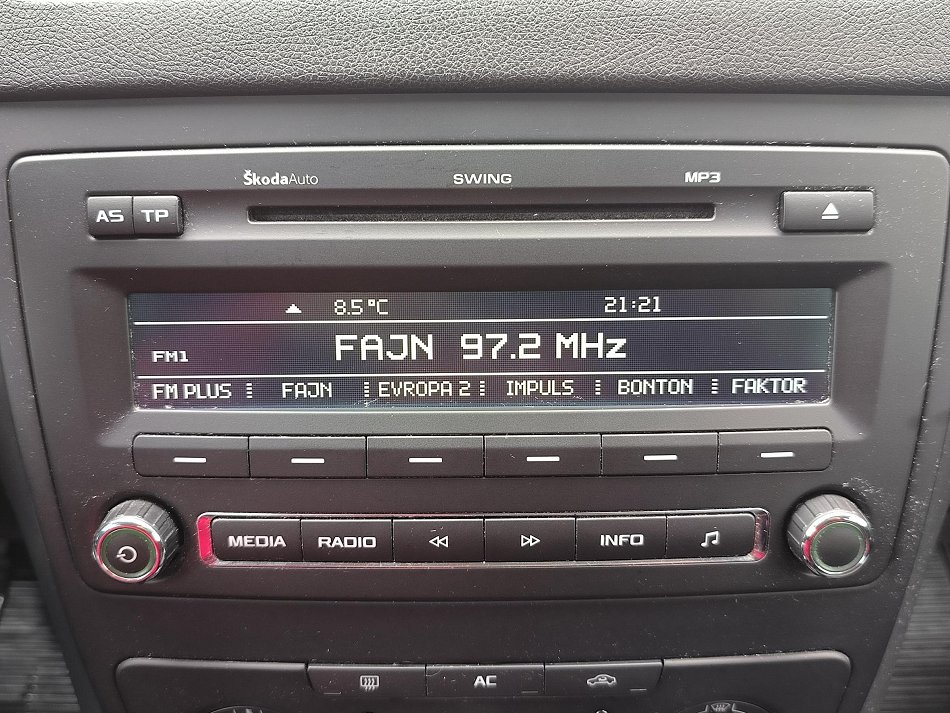 ŠkodaAuto SWING MP3
AS TP
8.5°C 21:21
FM1 FAJN 97.2 MHz
FM PLUS FAJN EVROPA 2 IMPULS BONTON FAKTOR
MEDIA RADIO INFO
AC